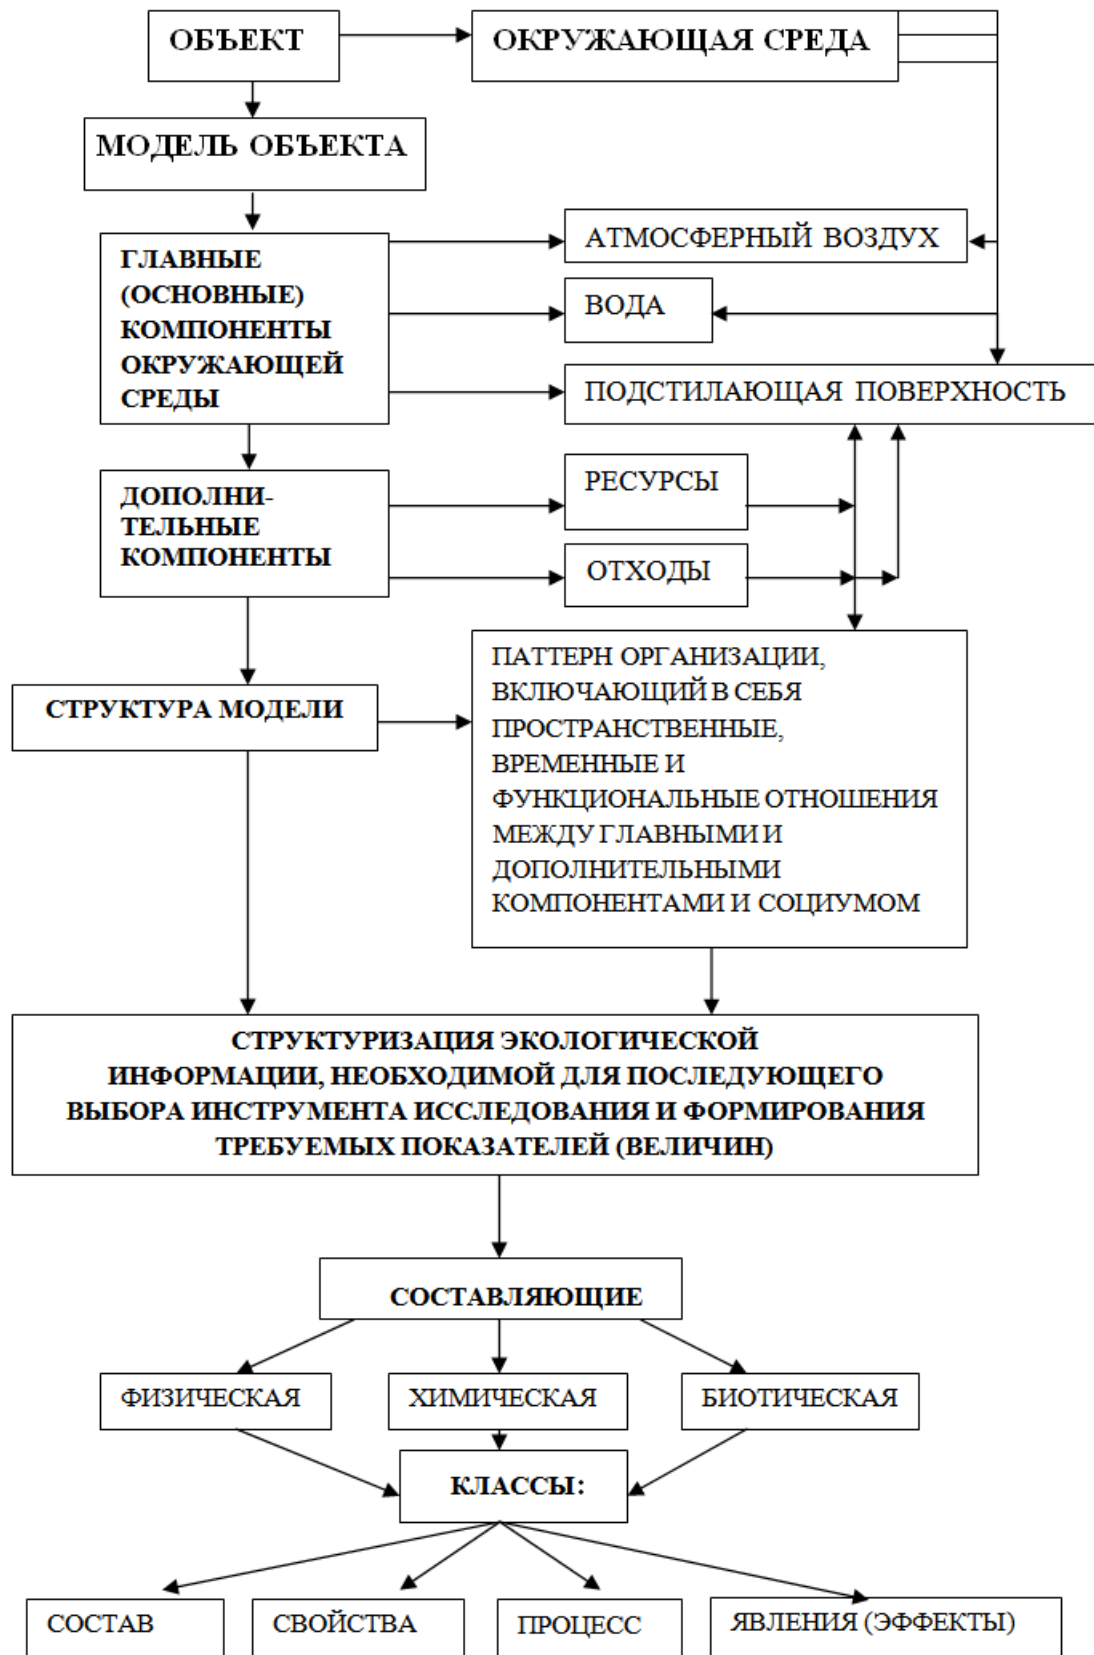 ОБЪЕКТ
ОКРУЖАЮЩАЯ СРЕДА
МОДЕЛЬ ОБЪЕКТА
ГЛАВНЫЕ
(ОСНОВНЫЕ)
КОМПОНЕНТЫ
ОКРУЖАЮЩЕЙ
СРЕДЫ
АТМОСФЕРНЫЙ ВОЗДУХ
ВОДА
ПОДСТИЛАЮЩАЯ ПОВЕРХНОСТЬ
ДОПОЛНИ-
ТЕЛЬНЫЕ
КОМПОНЕНТЫ
РЕСУРСЫ
ОТХОДЫ
СТРУКТУРА МОДЕЛИ
ПАТТЕРН ОРГАНИЗАЦИИ,
ВКЛЮЧАЮЩИЙ В СЕБЯ
ПРОСТРАНСТВЕННЫЕ,
ВРЕМЕННЫЕ И
ФУНКЦИОНАЛЬНЫЕ ОТНОШЕНИЯ
МЕЖДУ ГЛАВНЫМИ И
ДОПОЛНИТЕЛЬНЫМИ
КОМПОНЕНТАМИ И СОЦИУМОМ
СТРУКТУРИЗАЦИЯ ЭКОЛОГИЧЕСКОЙ
ИНФОРМАЦИИ, НЕОБХОДИМОЙ ДЛЯ ПОСЛЕДУЮЩЕГО
ВЫБОРА ИНСТРУМЕНТА ИССЛЕДОВАНИЯ И ФОРМИРОВАНИЯ
ТРЕБУЕМЫХ ПОКАЗАТЕЛЕЙ (ВЕЛИЧИН)
СОСТАВЛЯЮЩИЕ
ФИЗИЧЕСКАЯ
ХИМИЧЕСКАЯ
БИОТИЧЕСКАЯ
КЛАССЫ:
СОСТАВ
СВОЙСТВА
ПРОЦЕСС
ЯВЛЕНИЯ (ЭФФЕКТЫ)